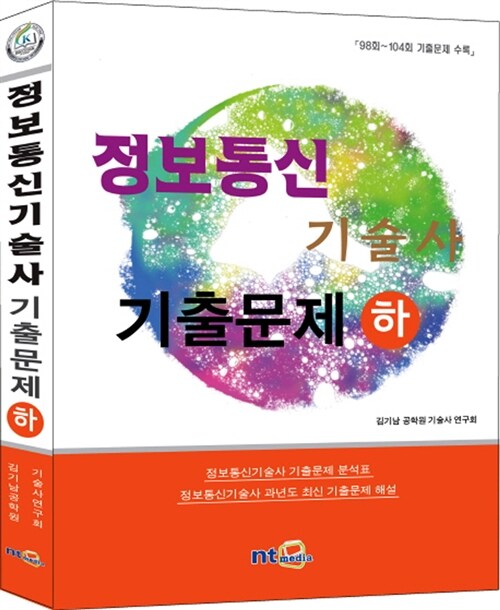 「98회~104회 기출문제 수록」
정보통신
기술사
기출문제 하
김기남 공학원 기술사 연구회
정보통신기술사 기출문제 분석표
정보통신기술사 과년도 최신 기출문제 해설
nt media
K
정보통신기술사 기출문제 하
기술사연구회
김기남공학원
nt media